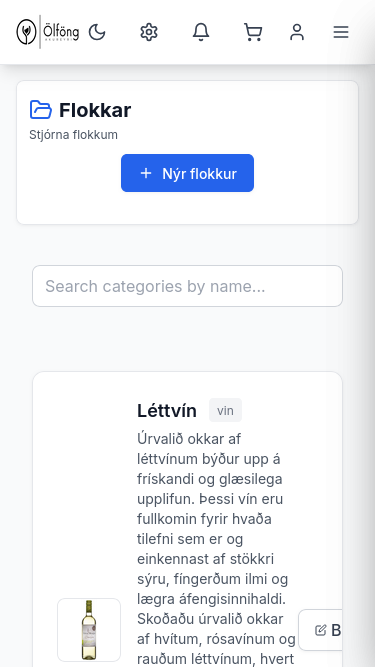 Ölföng
Flokkar
Stjórna flokkum
Nýr flokkur
Search categories by name...
Léttvín vin
Úrvalið okkar af
léttvínum býður upp á
frískandi og glæsilega
upplifun. Þessi vín eru
fullkomin fyrir hvaða
tilefni sem er og
einkennast af stökkri
sýru, fíngerðum ilmi og
lægra áfengisinnihaldi.
Skoðaðu úrvalið okkar
af hvítum, rósavínum og
rauðum léttvínum, hvert
B